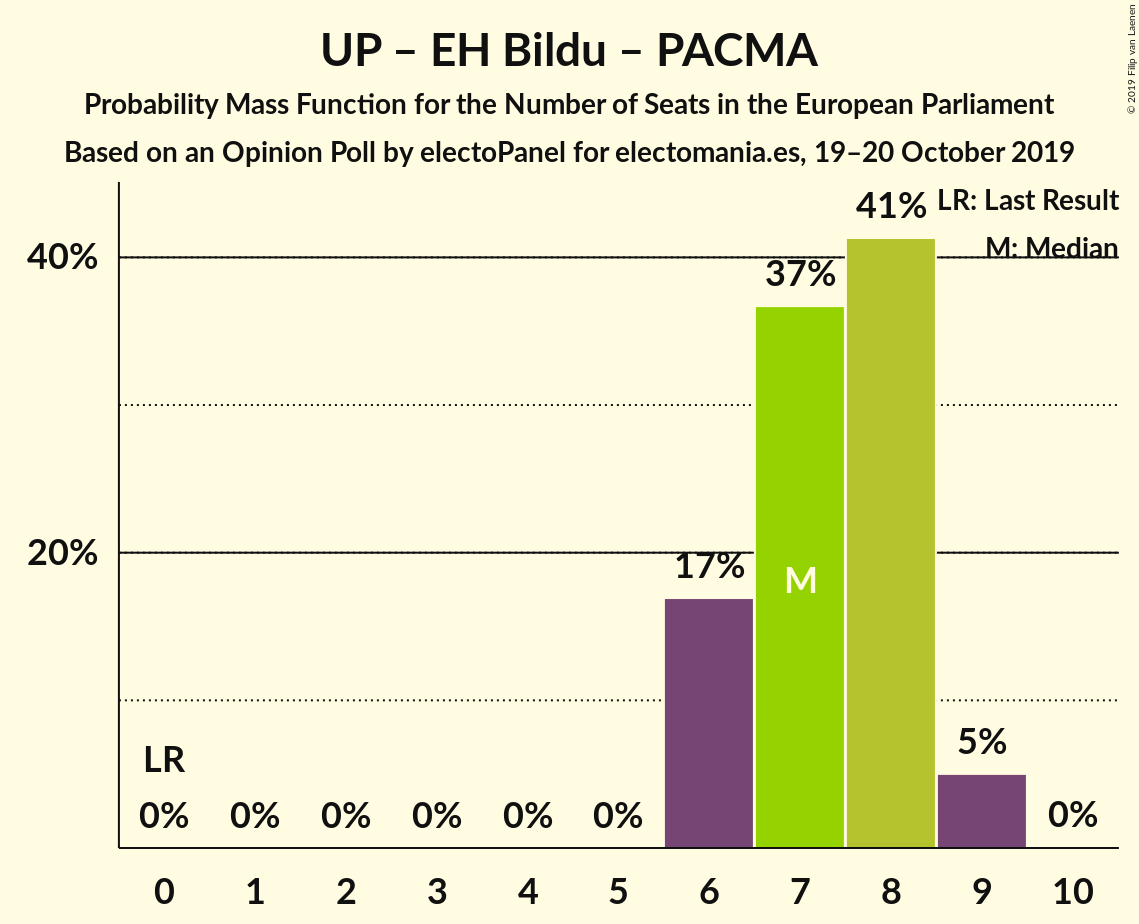 UP – EH Bildu – PACMA
Probability Mass Function for the Number of Seats in the European Parliament
Based on an Opinion Poll by electoPanel for electomania.es, 19–20 October 2019
© 2019 Filip van Laenen
LR: Last Result
M: Median
40%
20%
LR
0%
0%
0%
0%
0%
0%
17%
37%
M
41%
5%
0%
0 1 2 3 4 5 6 7 8 9 10